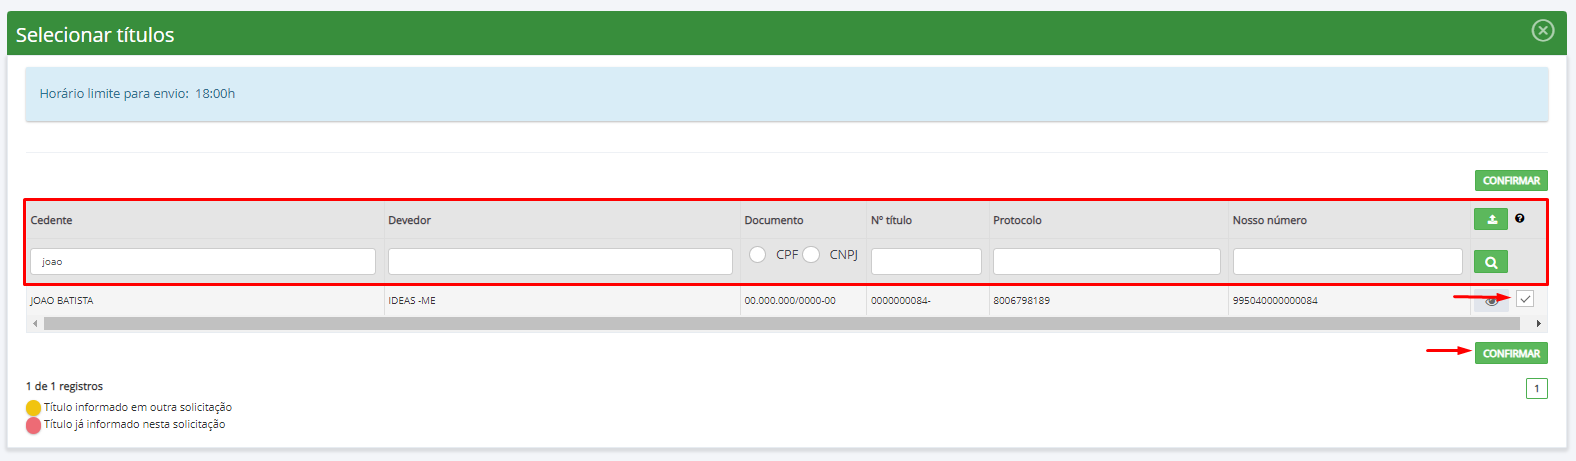 Selecionar títulos
Horário limite para envio: 18:00h
CONFIRMAR
Cedente Devedor Documento Nº título Protocolo Nosso número ?
joao CPF CNPJ
JOAO BATISTA IDEAS -ME 00.000.000/0000-00 0000000084- 8006798189 995040000000084
CONFIRMAR
1 de 1 registros 1
Título informado em outra solicitação
Título já informado nesta solicitação